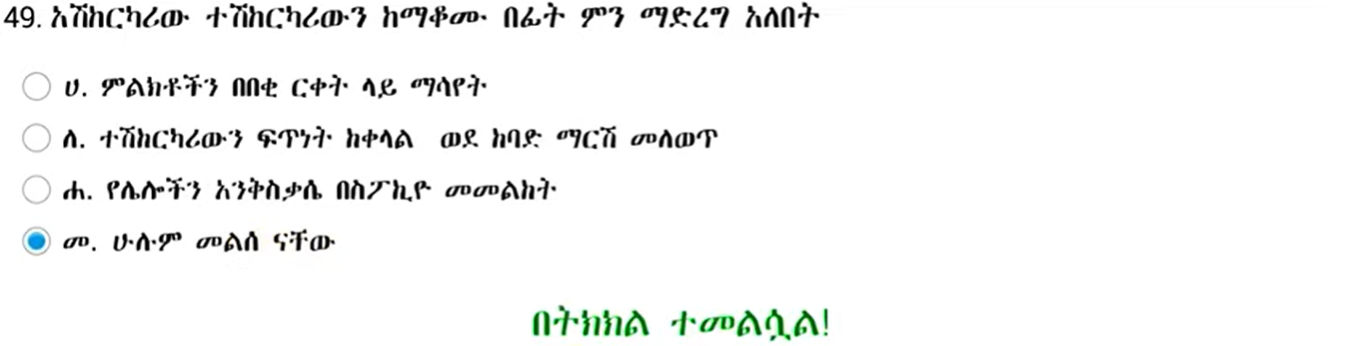 49. አሽከርካሪው ተሽከርካሪውን ከማቆሙ በፊት ምን ማድረግ አለበት
ሀ. ምልክቶችን በበቂ ርቀት ላይ ማሳየት
ለ. ተሽከርካሪውን ፍጥነት ከቀላል ወደ ከባድ ማርሽ መለወጥ
ሐ. የሌሎችን እንቅስቃሴ በስፖኪዮ መመልከት
መ. ሁሉም መልሰ ናቸው
በትክክል ተመልሷል!